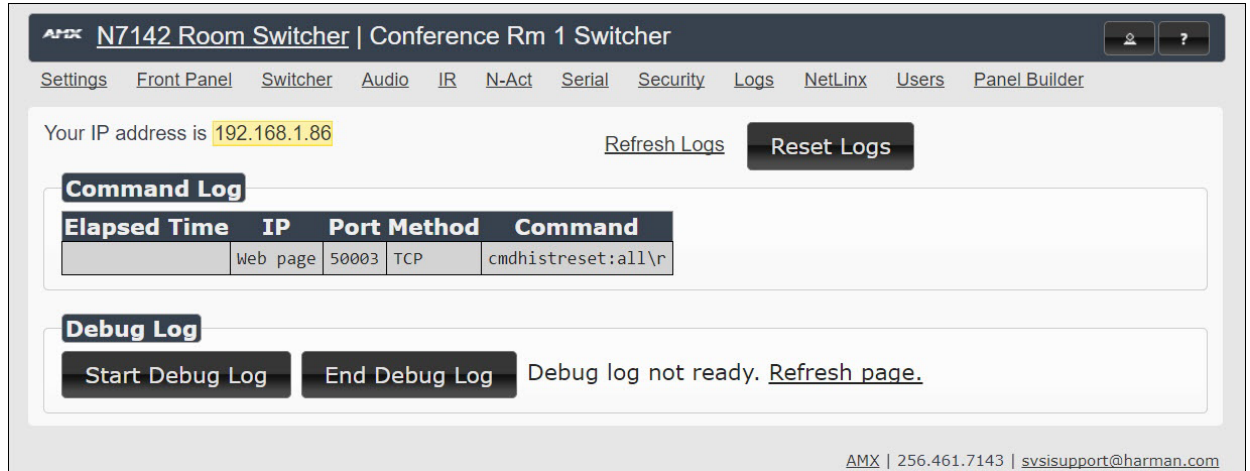 AMX N7142 Room Switcher | Conference Rm 1 Switcher ?
Settings Front Panel Switcher Audio IR N-Act Serial Security Logs NetLinx Users Panel Builder
Your IP address is 192.168.1.86
Refresh Logs Reset Logs
Command Log
Elapsed Time IP Port Method Command
Web page 50003 TCP cmdhistreset:all\r
Debug Log
Start Debug Log End Debug Log Debug log not ready. Refresh page.
AMX | 256.461.7143 | svsisupport@harman.com